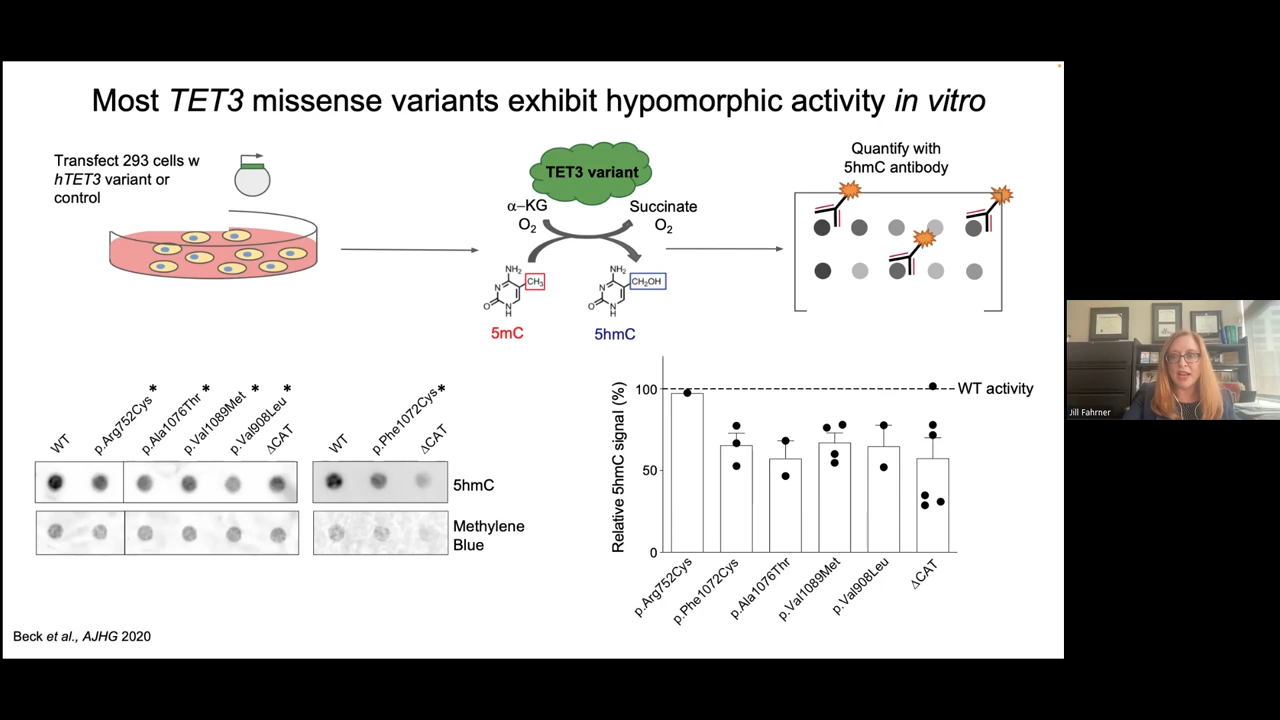 Most TET3 missense variants exhibit hypomorphic activity in vitro
Transfect 293 cells w
hTET3 variant or
control
TET3 variant
α–KG
O2
Succinate
O2
NH2
N
CH3
O
N
H
5mC
NH2
N
CH2OH
O
N
H
5hmC
Quantify with
5hmC antibody
WT
p.Arg752Cys*
p.Ala1076Thr*
p.Val1089Met*
p.Val908Leu*
ΔCAT
WT
p.Phe1072Cys*
ΔCAT
5hmC
Methylene
Blue
Relative 5hmC signal (%)
100
50
0
WT activity
p.Arg752Cys
p.Phe1072Cys
p.Ala1076Thr
p.Val1089Met
p.Val908Leu
ΔCAT
Beck et al., AJHG 2020
Jill Fahrner